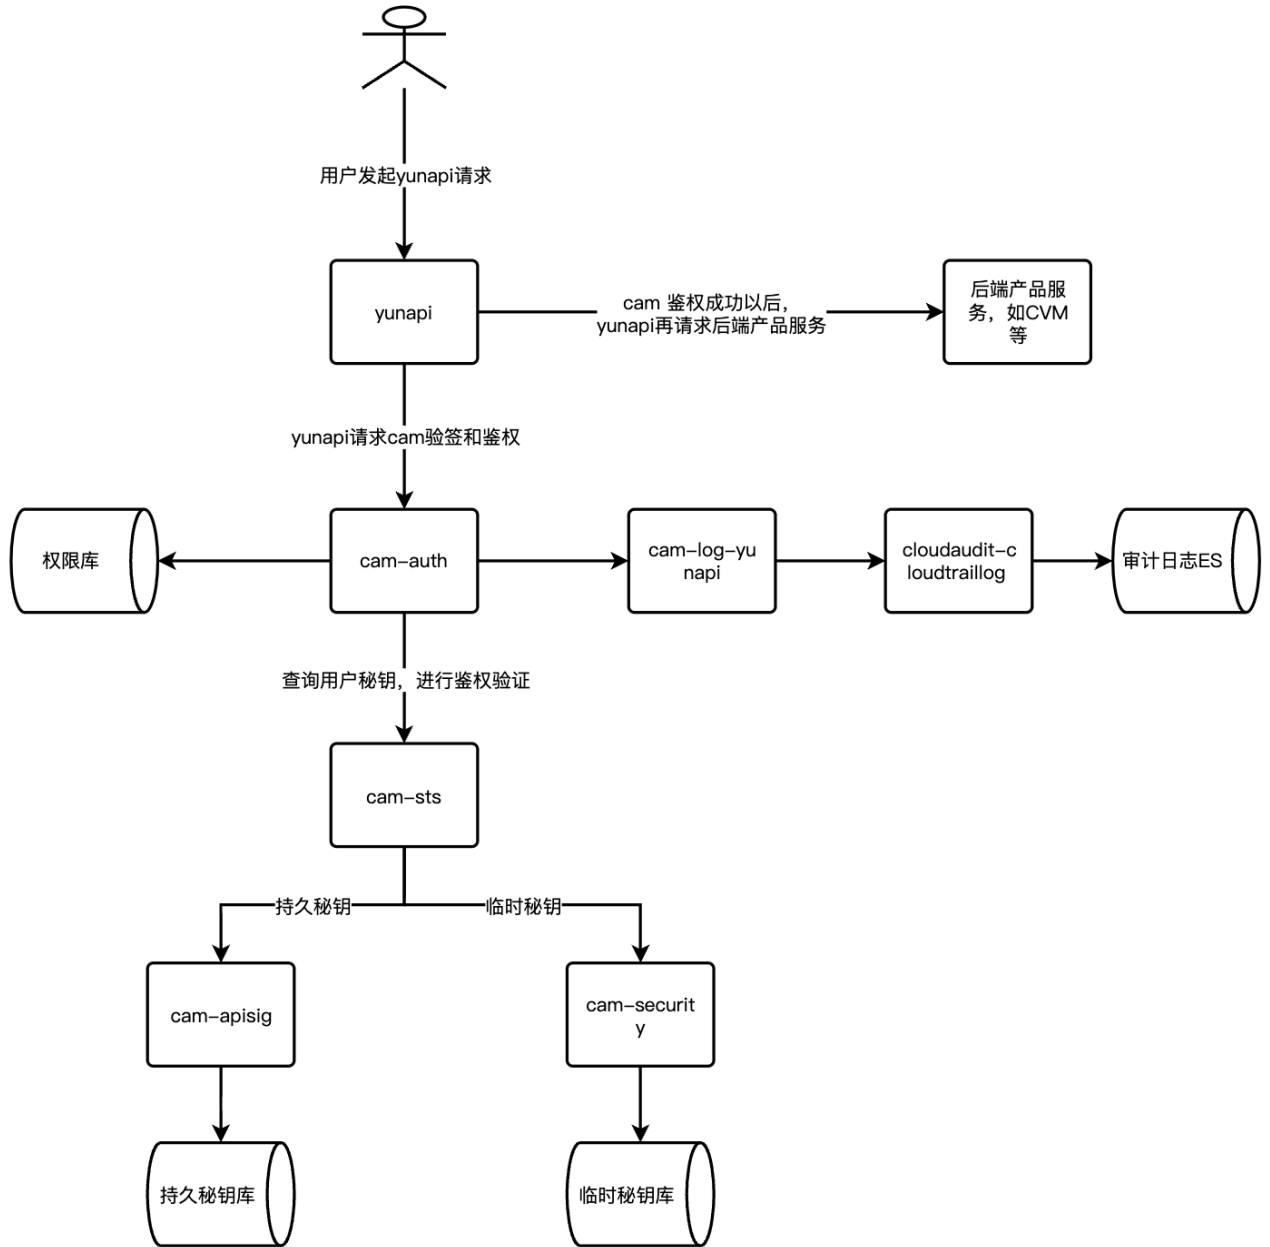 用户发起yunapi请求
yunapi
cam 鉴权成功以后，
yunapi再请求后端产品服务
后端产品服
务，如CVM
等
yunapi请求cam验签和鉴权
权限库
cam-auth
cam-log-yu
napi
cloudaudit-c
loudtraillog
审计日志ES
查询用户秘钥，进行鉴权验证
cam-sts
持久秘钥
临时秘钥
cam-apisig
cam-securit
y
持久秘钥库
临时秘钥库